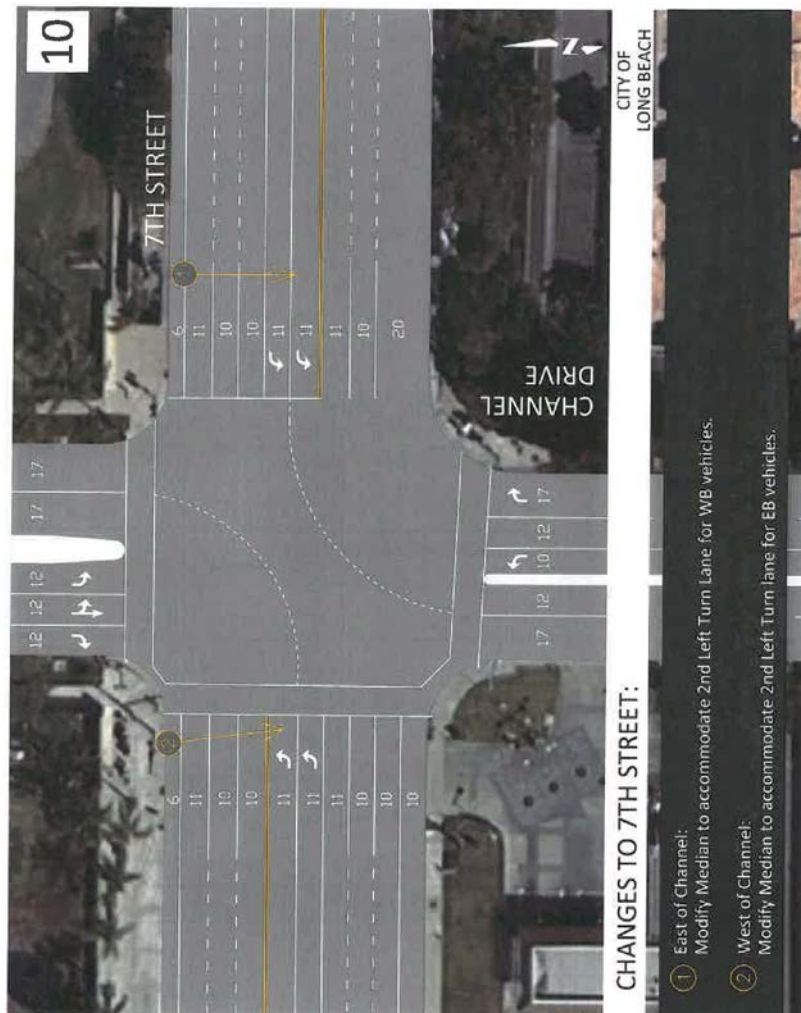 10
7TH STREET
12
12
12
17
17
1
2
6
11
10
10
11
11
11
10
10
6
11
10
10
11
11
11
10
20
17
12
10
12
17
CHANNEL
DRIVE
N
CHANGES TO 7TH STREET:
CITY OF
LONG BEACH
1 East of Channel:
Modify Median to accommodate 2nd Left Turn Lane for WB vehicles.
2 West of Channel:
Modify Median to accommodate 2nd Left Turn lane for EB vehicles.